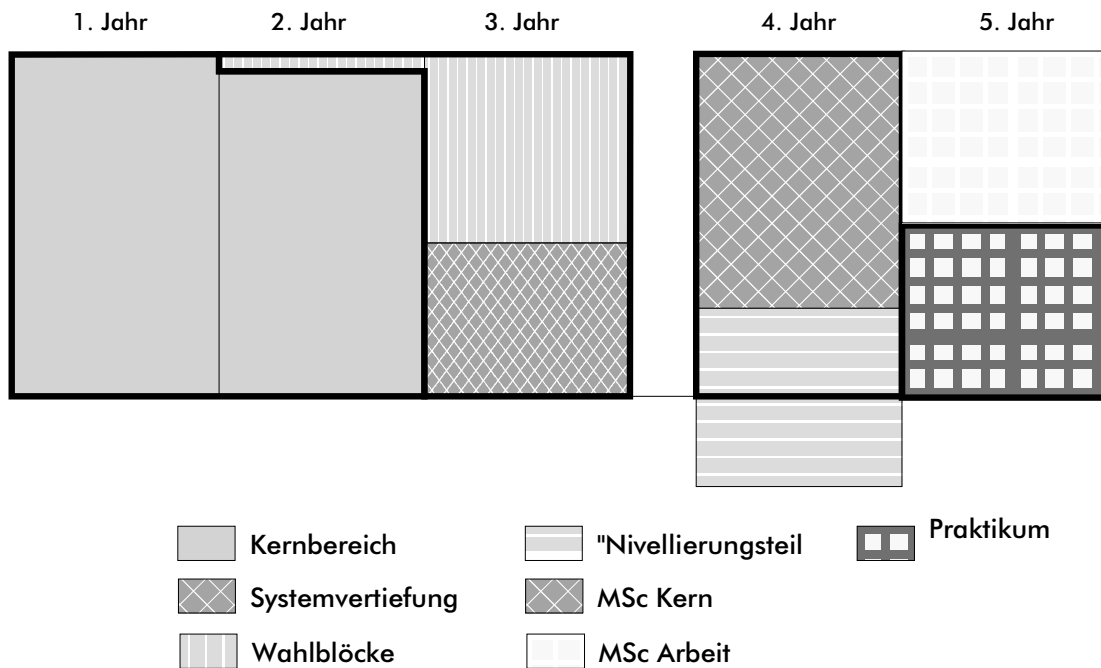 1. Jahr 2. Jahr 3. Jahr 4. Jahr 5. Jahr
Kernbereich "Nivellierungsteil Praktikum
Systemvertiefung MSc Kern
Wahlblöcke MSc Arbeit